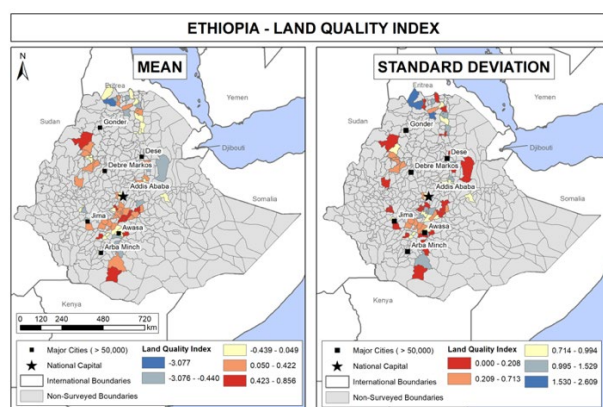 ETHIOPIA - LAND QUALITY INDEX
N
MEAN
Eritrea
Yemen
Sudan
Gonder
Dese
Djibouti
Debre Markos
Addis Ababa
Somalia
Jima
Awasa
Arba Minch
Kenya
0 120 240 480 720
km
Major Cities ( > 50,000)
National Capital
International Boundaries
Non-Surveyed Boundaries
Land Quality Index
-3.077
-3.076 - -0.440
-0.439 - 0.049
0.050 - 0.422
0.423 - 0.856
STANDARD DEVIATION
Eritrea
Yemen
Sudan
Gonder
Dese
Djibouti
Debre Markos
Addis Ababa
Somalia
Jima
Awasa
Arba Minch
Kenya
Major Cities ( > 50,000)
National Capital
International Boundaries
Non-Surveyed Boundaries
Land Quality Index
0.000 - 0.208
0.209 - 0.713
0.714 - 0.994
0.995 - 1.529
1.530 - 2.609